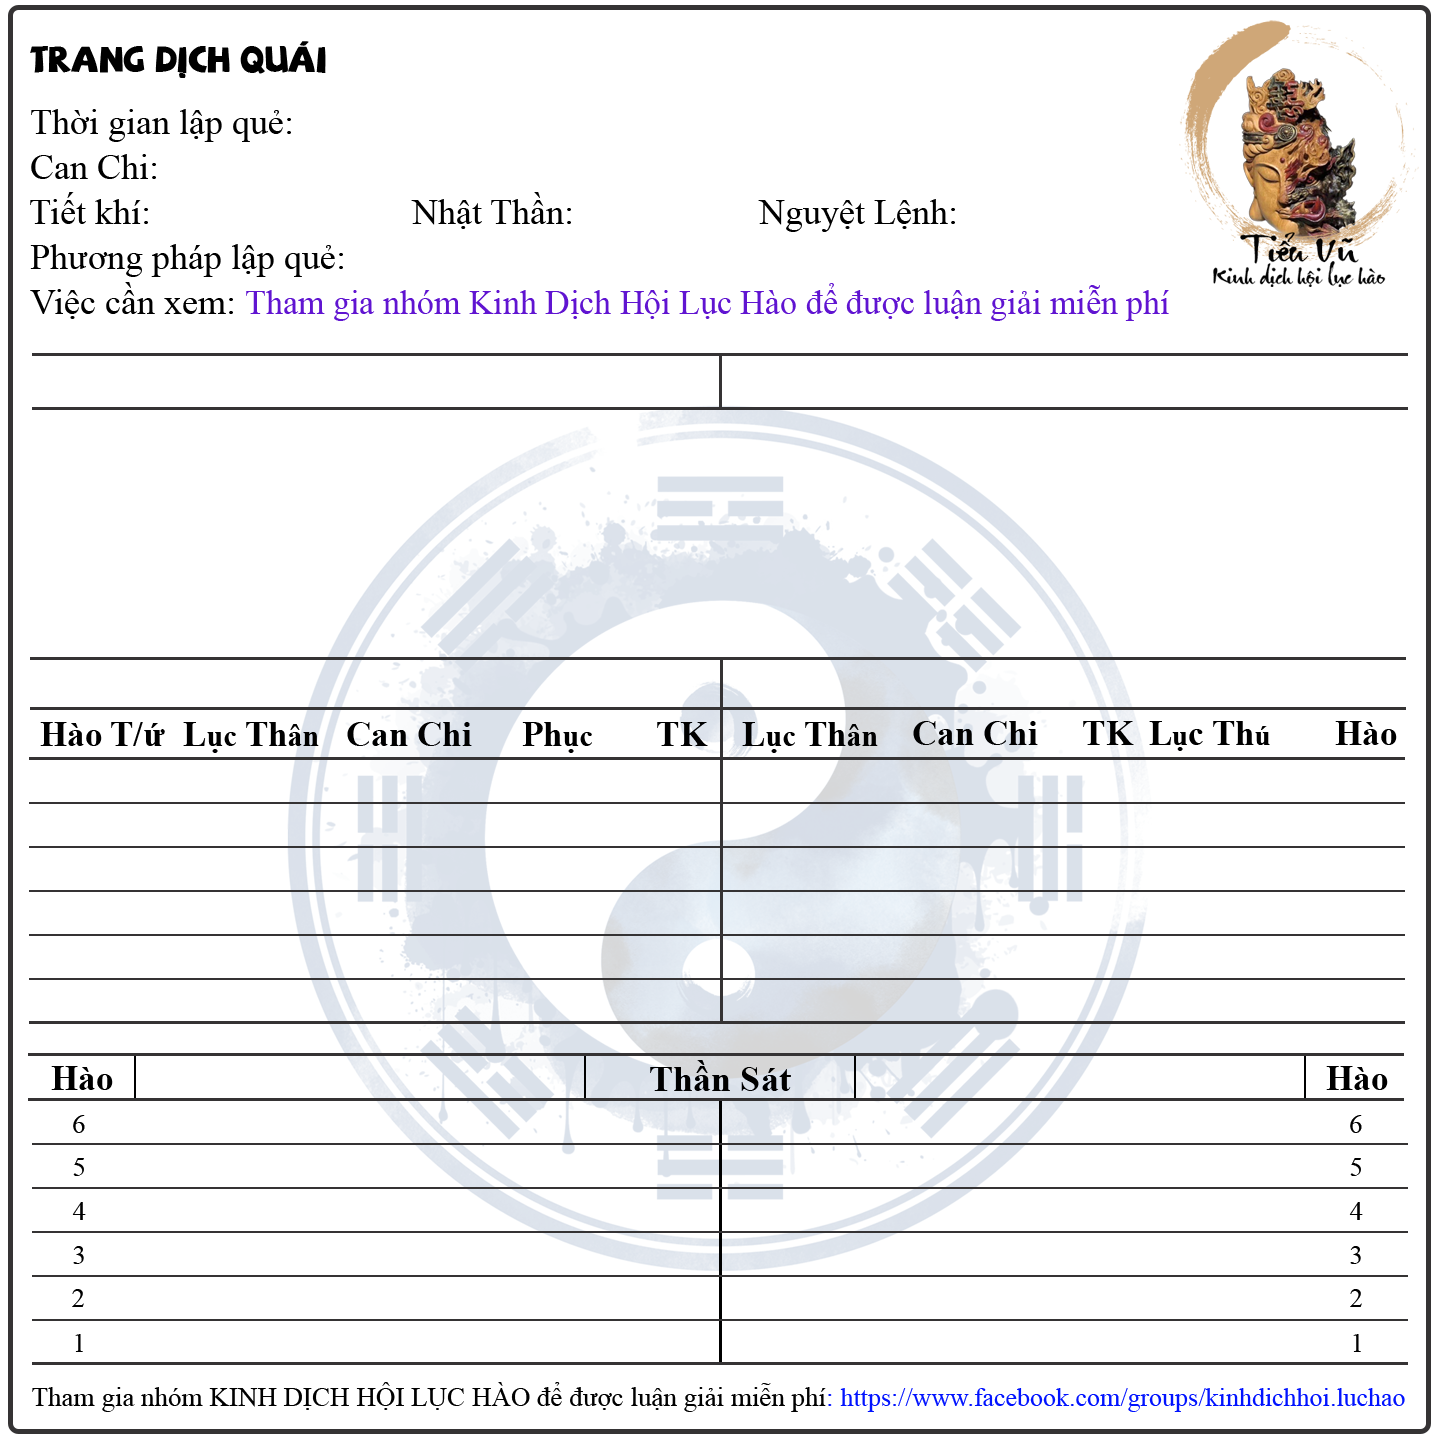 TRANG DỊCH QUÁI
Thời gian lập quẻ:
Can Chi:
Tiết khí: Nhật Thần: Nguyệt Lệnh:
Phương pháp lập quẻ:
Việc cần xem: Tham gia nhóm Kinh Dịch Hội Lục Hào để được luận giải miễn phí
Tiểu Vũ
Kinh dịch hội lục hào
Hào T/ứ Lục Thân Can Chi Phục TK Lục Thân Can Chi TK Lục Thú Hào
Hào Thần Sát Hào
6 6
5 5
4 4
3 3
2 2
1 1
Tham gia nhóm KINH DỊCH HỘI LỤC HÀO để được luận giải miễn phí: https://www.facebook.com/groups/kinhdichhoi.luchao